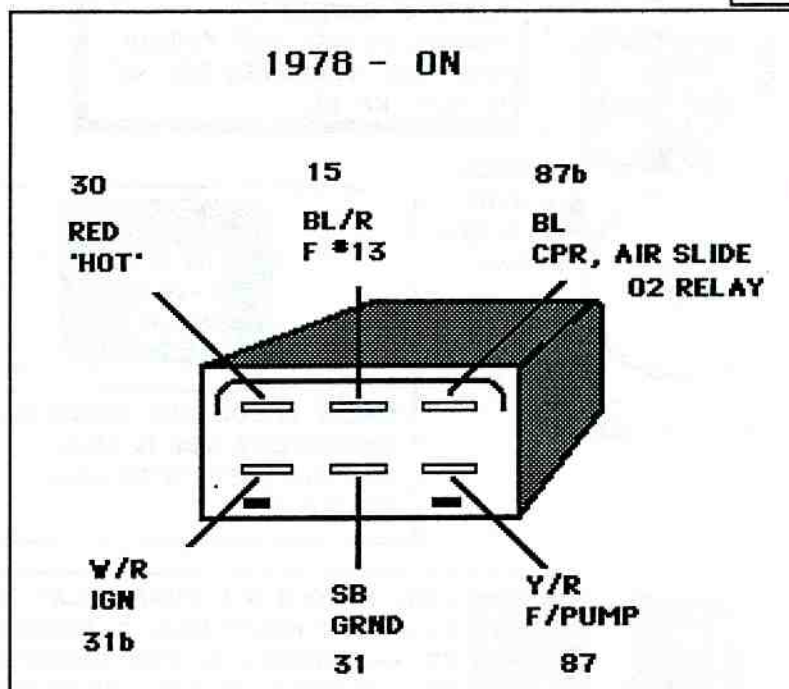 1978 - ON
30
RED
"HOT"
15
BL/R
F #13
87b
BL
CPR, AIR SLIDE
02 RELAY
W/R
IGN
31b
SB
GRND
31
Y/R
F/PUMP
87